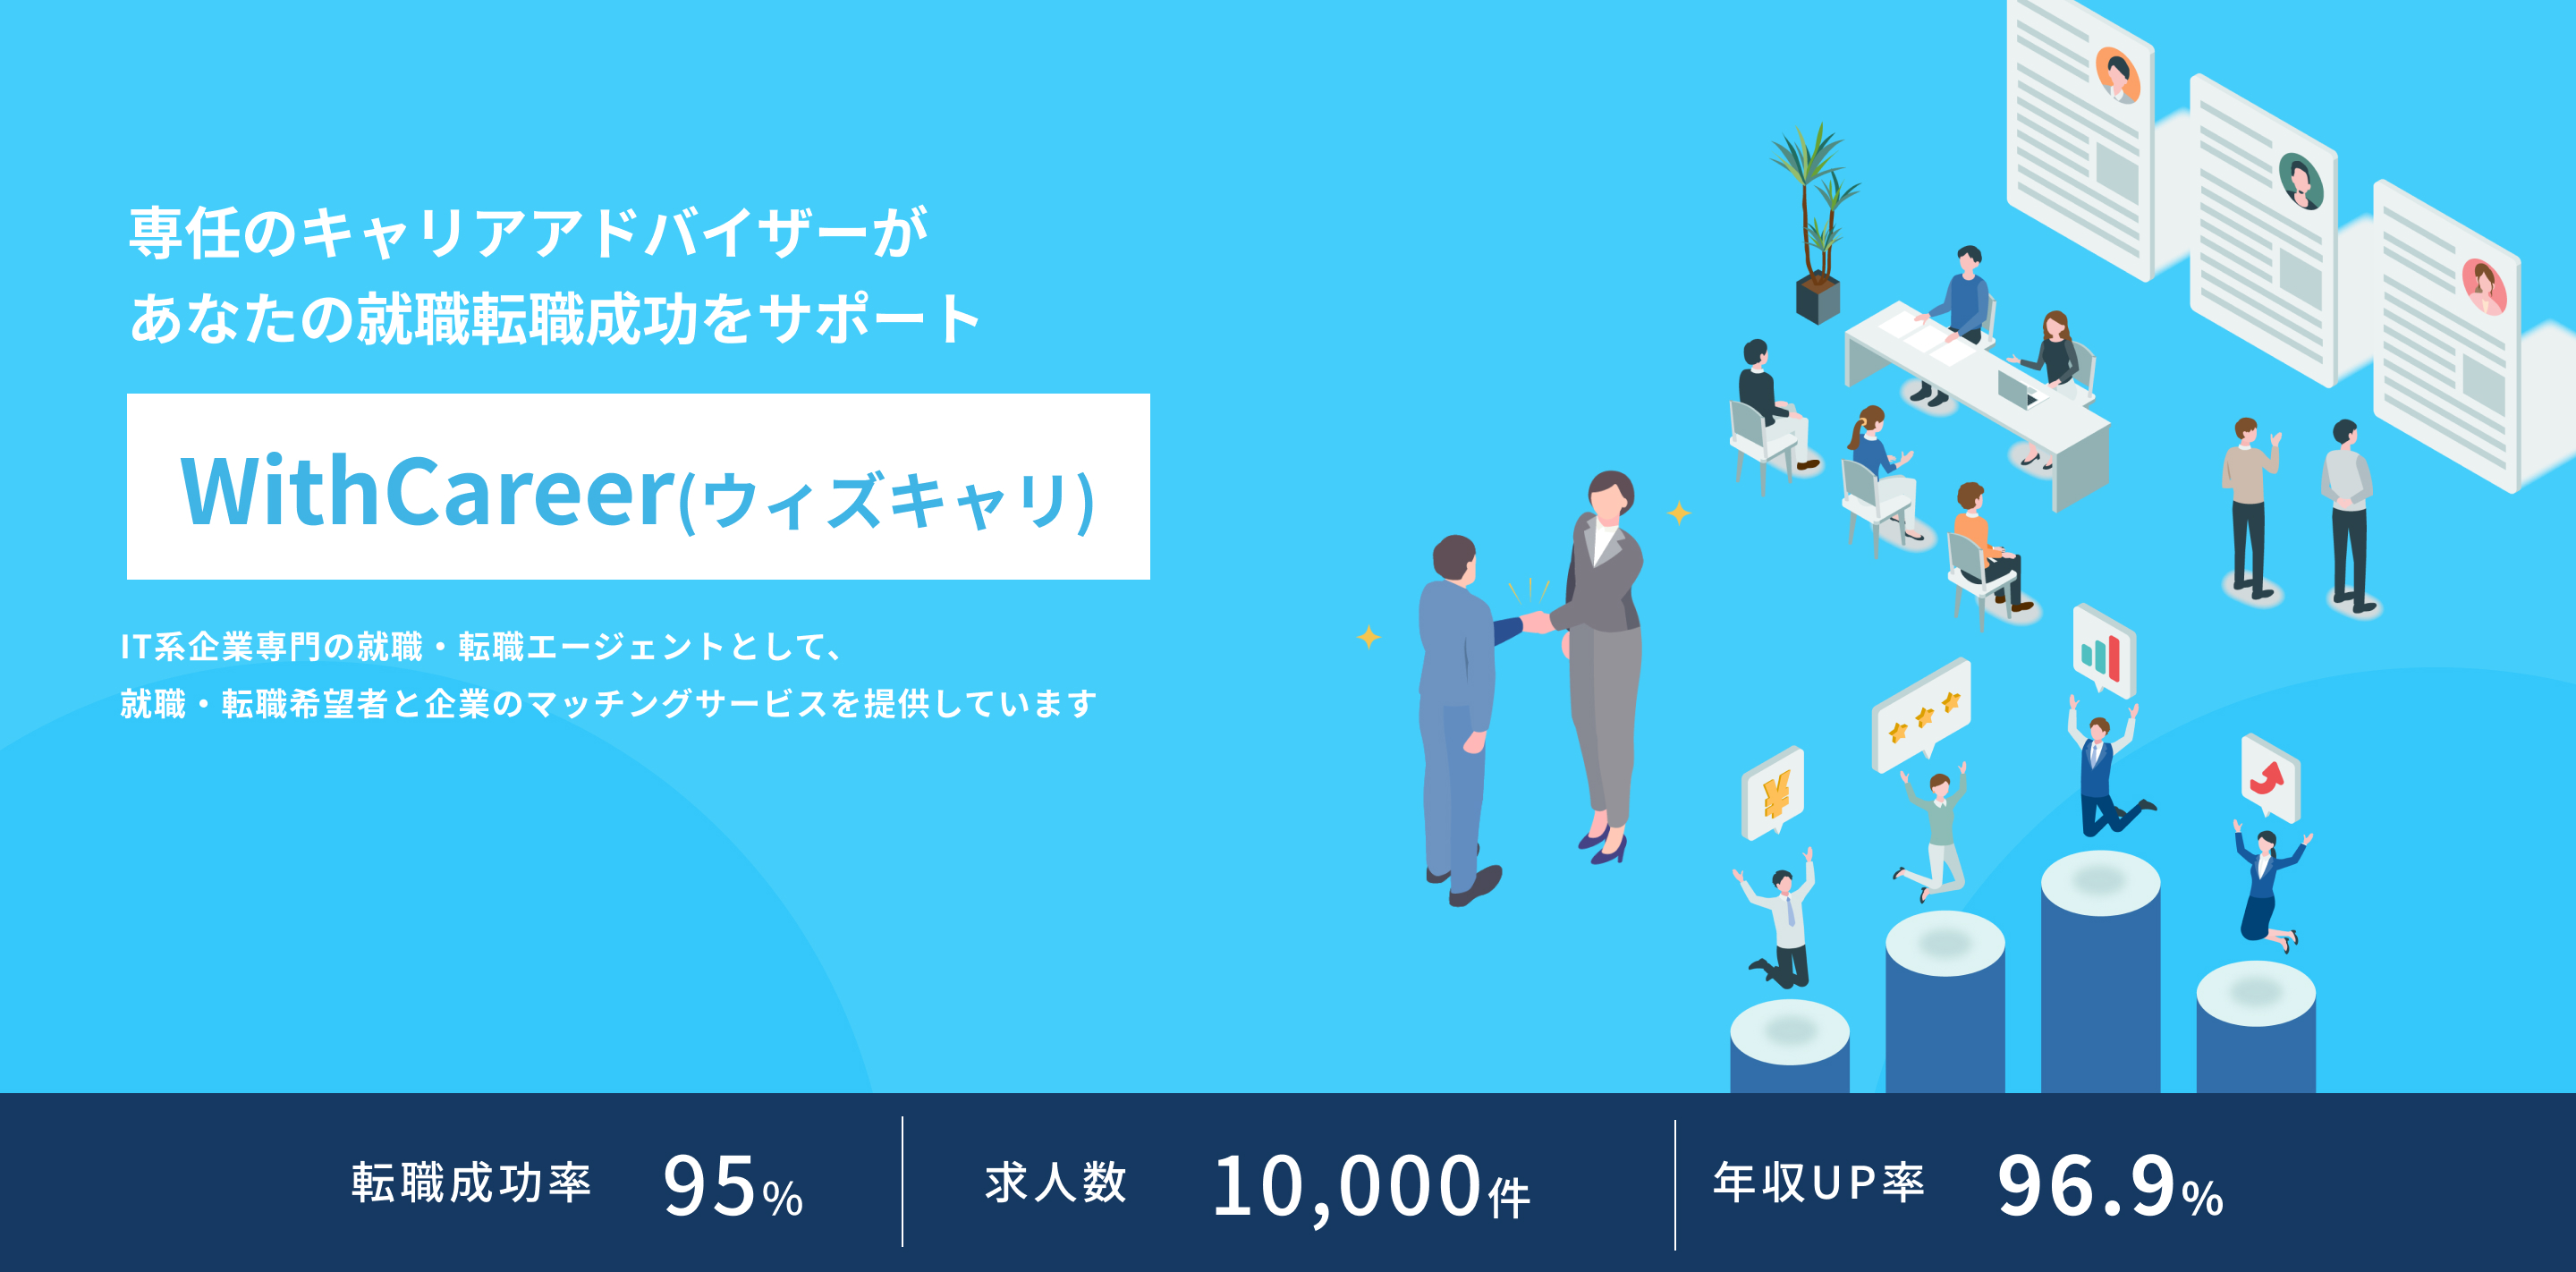 専任のキャリアアドバイザーが
あなたの就職転職成功をサポート
WithCareer(ウィズキャリ)
IT系企業専門の就職・転職エージェントとして、
就職・転職希望者と企業のマッチングサービスを提供しています
¥
転職成功率 95%
求人数 10,000件
年収UP率 96.9%